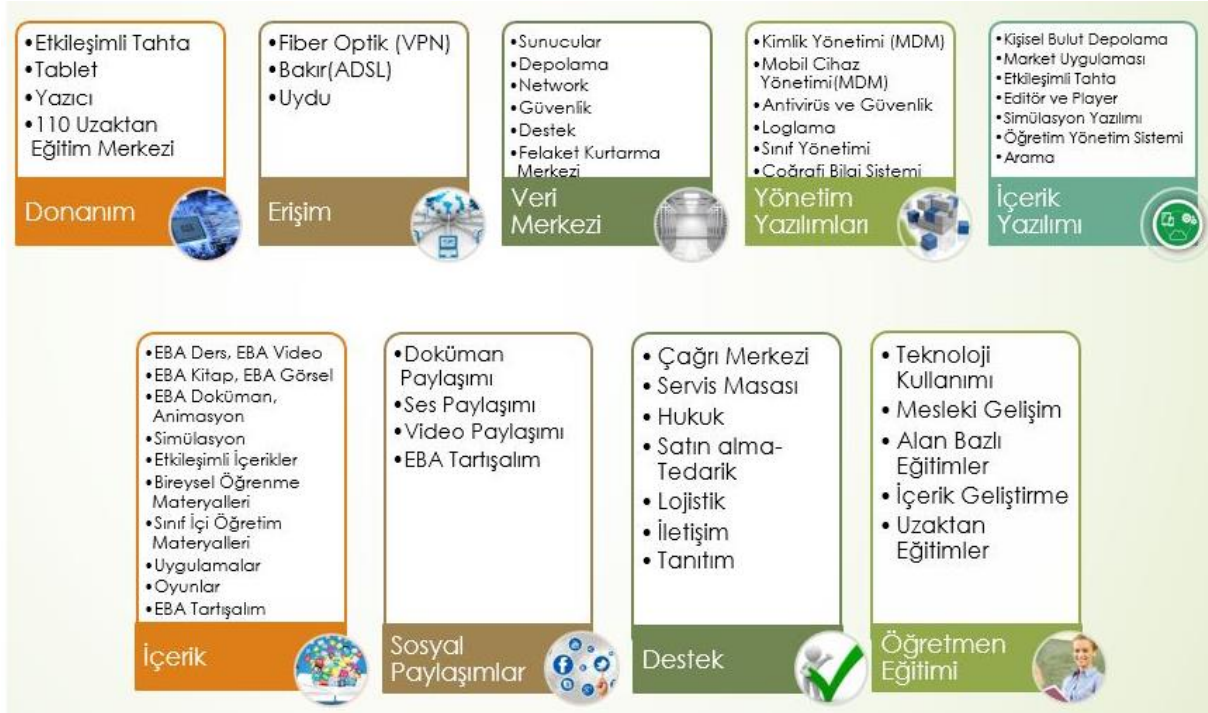 •Etkileşimli Tahta
•Tablet
•Yazıcı
•110 Uzaktan
Eğitim Merkezi
Donanım
•Fiber Optik (VPN)
•Bakır(ADSL)
•Uydu
Erişim
•Sunucular
•Depolama
•Network
•Güvenlik
•Destek
•Felaket Kurtarma
Merkezi
Veri
Merkezi
•Kimlik Yönetimi (MDM)
•Mobil Cihaz
Yönetimi(MDM)
•Antivirüs ve Güvenlik
•Loglama
•Sınıf Yönetimi
•Coğrafi Bilgi Sistemi
Yönetim
Yazılımları
•Kişisel Bulut Depolama
•Market Uygulaması
•Etkileşimli Tahta
•Editör ve Player
•Simülasyon Yazılımı
•Öğretim Yönetim Sistemi
•Arama
İçerik
Yazılımı
•EBA Ders, EBA Video
•EBA Kitap, EBA Görsel
•EBA Doküman,
Animasyon
•Simülasyon
•Etkileşimli İçerikler
•Bireysel Öğrenme
Materyalleri
•Sınıf İçi Öğretim
Materyalleri
•Uygulamalar
•Oyunlar
•EBA Tartışalım
İçerik
•Doküman
Paylaşımı
•Ses Paylaşımı
•Video Paylaşımı
•EBA Tartışalım
Sosyal
Paylaşımlar
• Çağrı Merkezi
• Servis Masası
• Hukuk
• Satın alma-
Tedarik
• Lojistik
• İletişim
• Tanıtım
Destek
• Teknoloji
Kullanımı
• Mesleki Gelişim
• Alan Bazlı
Eğitimler
• İçerik Geliştirme
• Uzaktan
Eğitimler
Öğretmen
Eğitimi